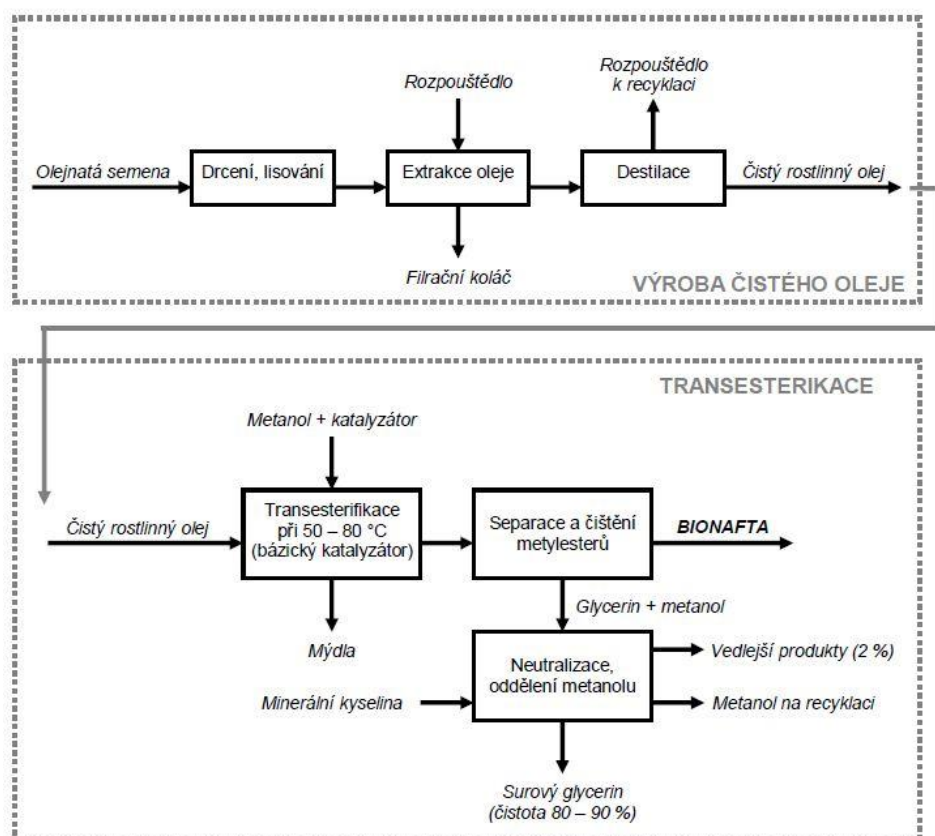 Rozpouštědlo
k recyklaci
Rozpouštědlo
Olejnatá semena
Drcení, lisování
Extrakce oleje
Destilace
Čistý rostlinný olej
Filrační koláč
VÝROBA ČISTÉHO OLEJE
TRANSESTERIKACE
Metanol + katalyzátor
Čistý rostlinný olej
Transesterifikace
při 50 – 80 °C
(bázický katalyzátor)
Separace a čištění
metylesterů
BIONAFTA
Glycerin + metanol
Mýdla
Neutralizace,
oddělení metanolu
Vedlejší produkty (2 %)
Minerální kyselina
Metanol na recyklaci
Surový glycerin
(čistota 80 – 90 %)